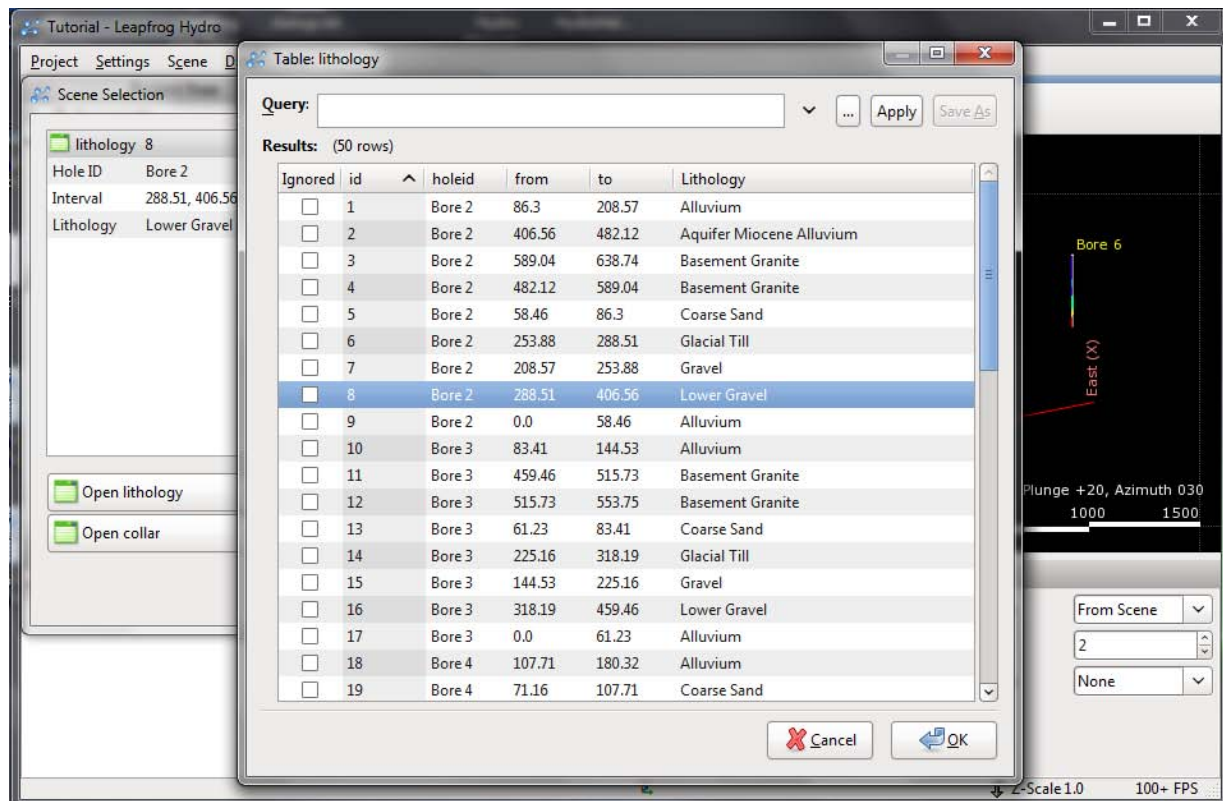 Tutorial - Leapfrog Hydro
Project Settings Scene D
Scene Selection
lithology 8
Hole ID Bore 2
Interval 288.51, 406.56
Lithology Lower Gravel
Open lithology
Open collar
Table: lithology
Query:
... Apply Save As
Results: (50 rows)
Ignored id holeid from to Lithology
1 Bore 2 86.3 208.57 Alluvium
2 Bore 2 406.56 482.12 Aquifer Miocene Alluvium
3 Bore 2 589.04 638.74 Basement Granite
4 Bore 2 482.12 589.04 Basement Granite
5 Bore 2 58.46 86.3 Coarse Sand
6 Bore 2 253.88 288.51 Glacial Till
7 Bore 2 208.57 253.88 Gravel
8 Bore 2 288.51 406.56 Lower Gravel
9 Bore 2 0.0 58.46 Alluvium
10 Bore 3 83.41 144.53 Alluvium
11 Bore 3 459.46 515.73 Basement Granite
12 Bore 3 515.73 553.75 Basement Granite
13 Bore 3 61.23 83.41 Coarse Sand
14 Bore 3 225.16 318.19 Glacial Till
15 Bore 3 144.53 225.16 Gravel
16 Bore 3 318.19 459.46 Lower Gravel
17 Bore 3 0.0 61.23 Alluvium
18 Bore 4 107.71 180.32 Alluvium
19 Bore 4 71.16 107.71 Coarse Sand
Cancel OK
Bore 6
East (X)
Plunge +20, Azimuth 030
1000 1500
From Scene
2
None
Z-Scale 1.0 100+ FPS